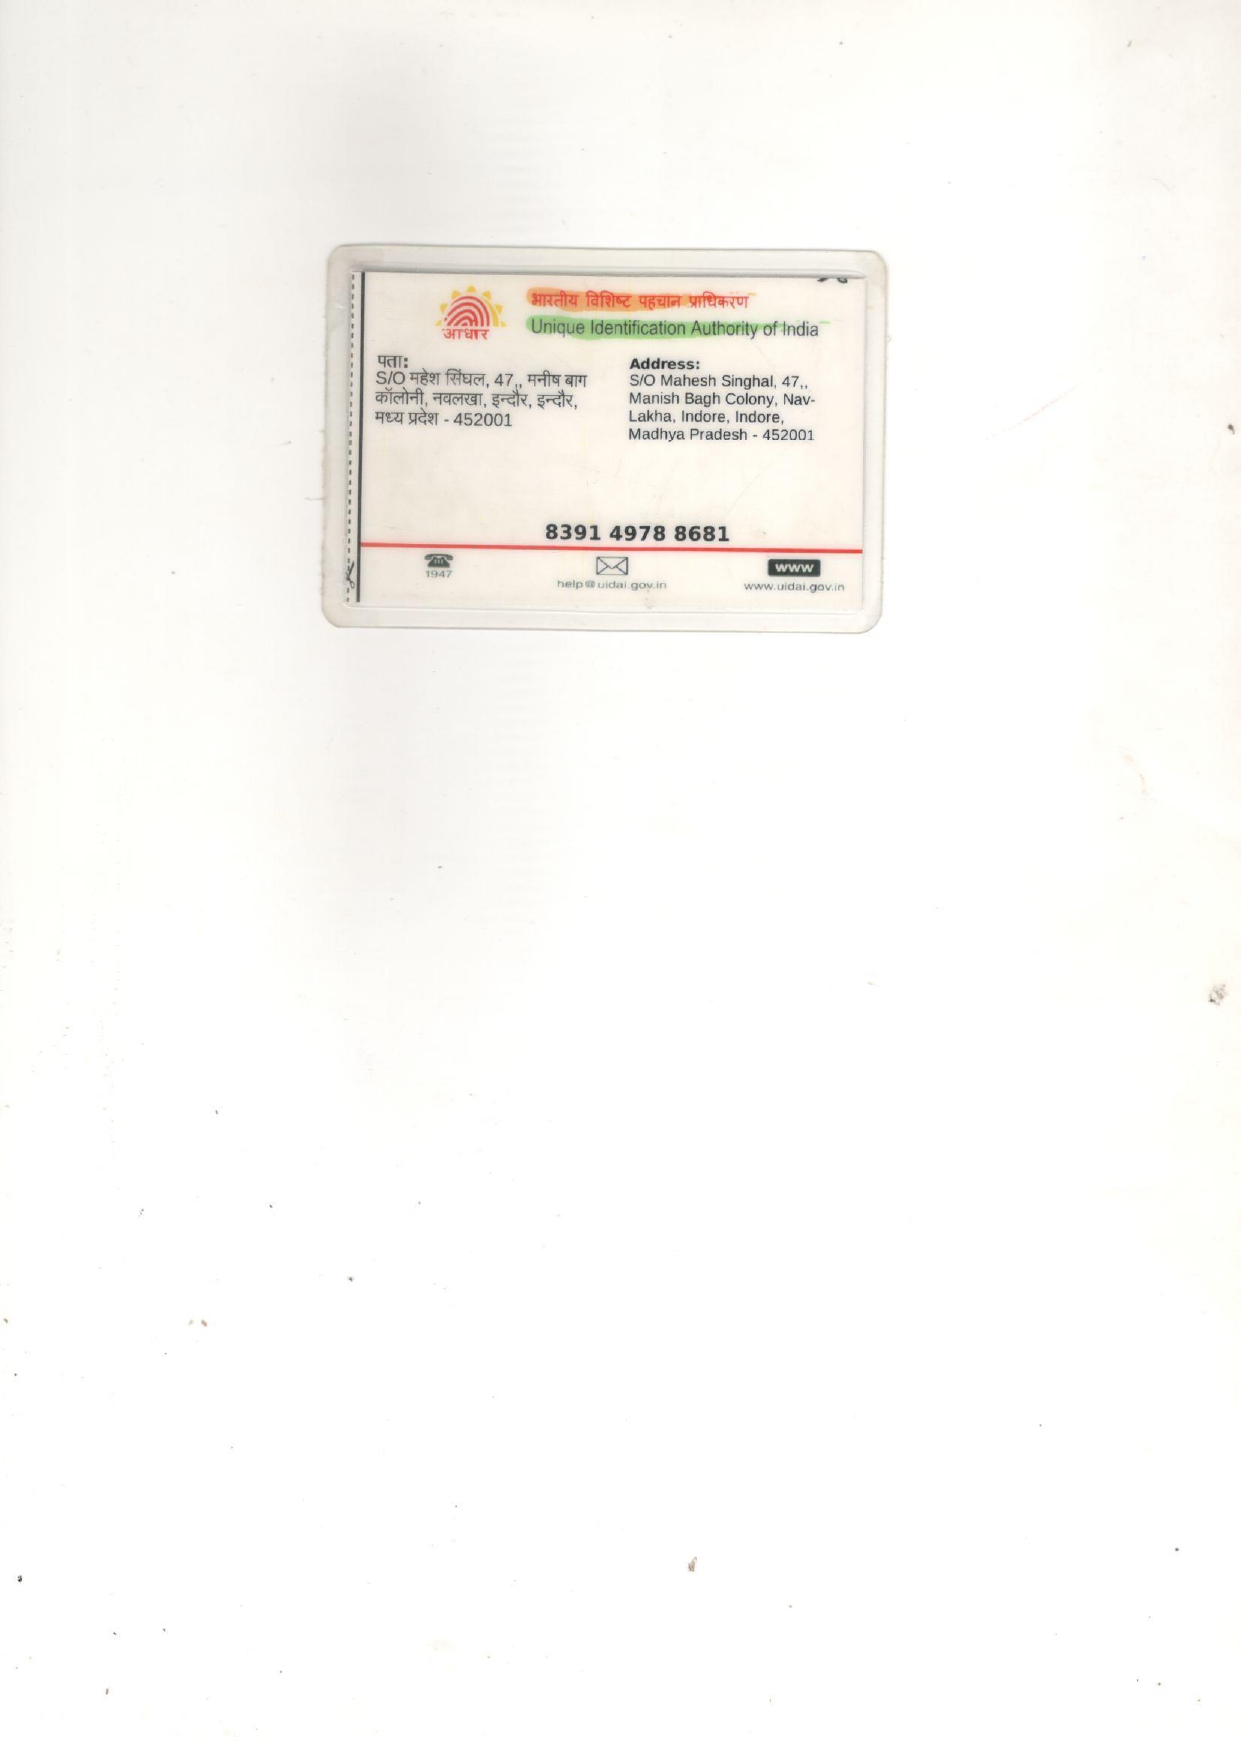 भारतीय विशिष्ट पहचान प्राधिकरण
Unique Identification Authority of India
आधार
पता:
S/O महेश सिंघल, 47,, मनीष बाग
कॉलोनी, नवलखा, इन्दौर, इन्दौर,
मध्य प्रदेश - 452001
Address:
S/O Mahesh Singhal, 47,,
Manish Bagh Colony, Nav-
Lakha, Indore, Indore,
Madhya Pradesh - 452001
8391 4978 8681
1947
help@uidai.gov.in
www
www.uidai.gov.in